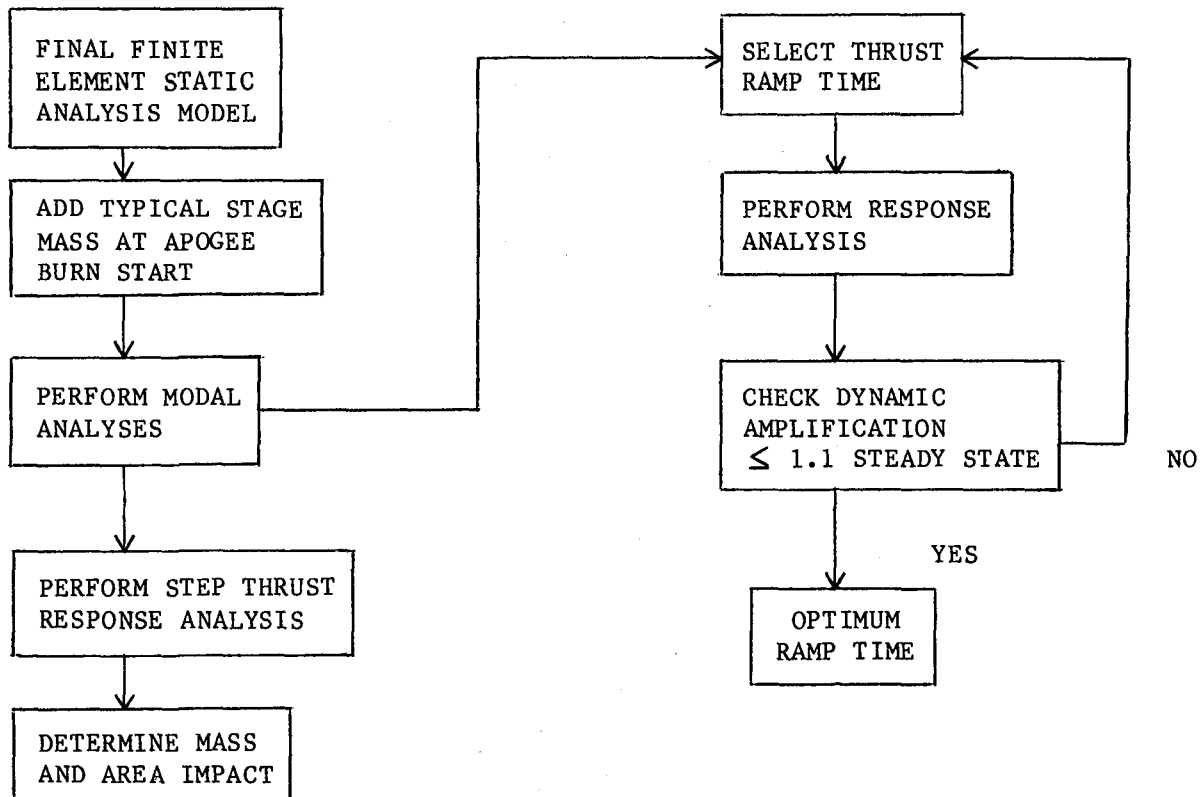 FINAL FINITE
ELEMENT STATIC
ANALYSIS MODEL
ADD TYPICAL STAGE
MASS AT APOGEE
BURN START
PERFORM MODAL
ANALYSES
PERFORM STEP THRUST
RESPONSE ANALYSIS
DETERMINE MASS
AND AREA IMPACT
SELECT THRUST
RAMP TIME
PERFORM RESPONSE
ANALYSIS
CHECK DYNAMIC
AMPLIFICATION
≤ 1.1 STEADY STATE
NO
YES
OPTIMUM
RAMP TIME